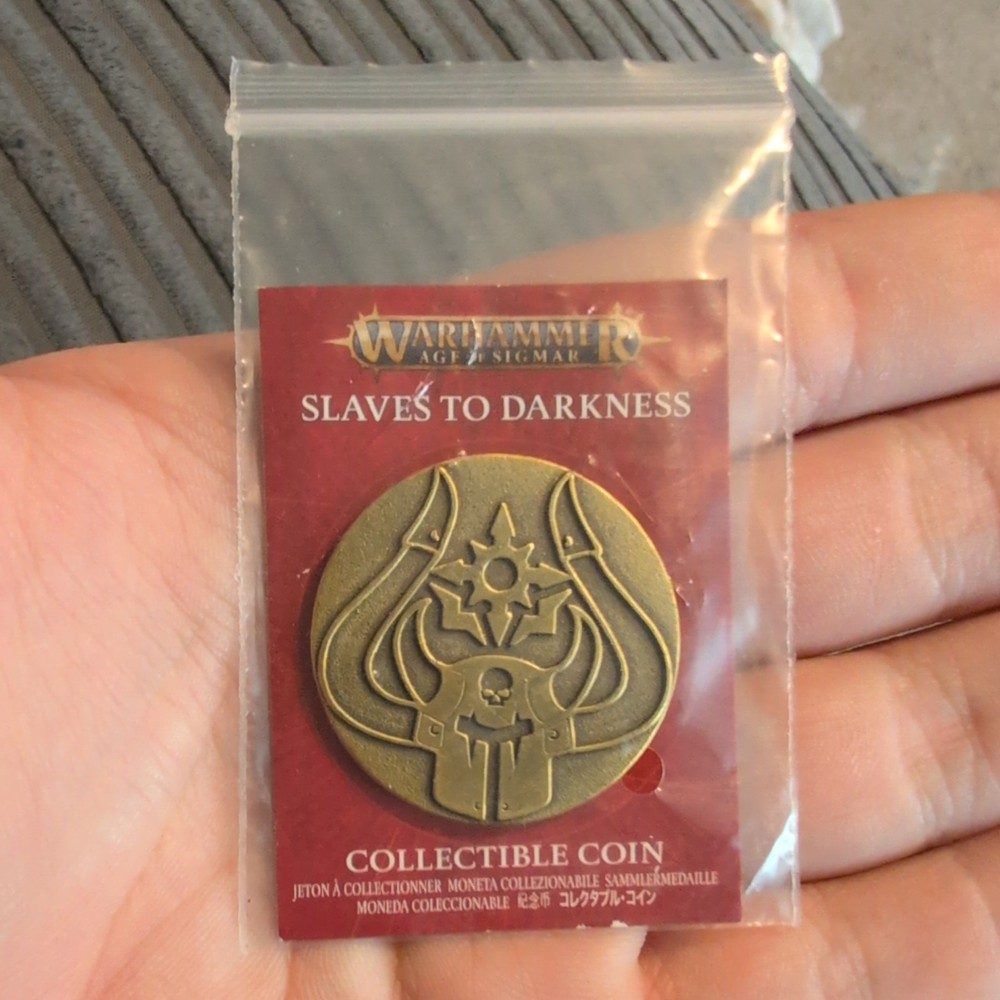 WARHAMMER
AGE OF SIGMAR
SLAVES TO DARKNESS
COLLECTIBLE COIN
JETON À COLLECTIONNER MONETA COLLEZIONABILE SAMMLERMEDAILLE
MONEDA COLECCIONABLE 纪念币 コレクタブル・コイン